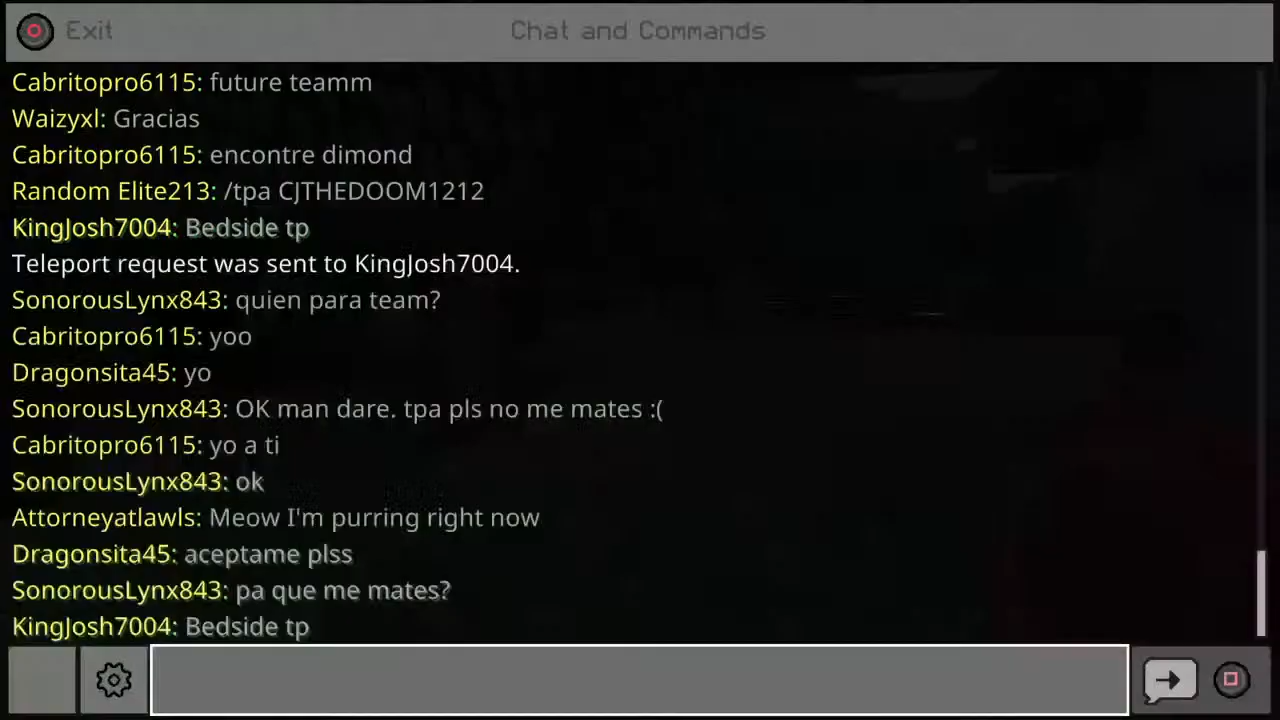 Exit
Chat and Commands
Cabritopro6115: future teamm
Waizyxl: Gracias
Cabritopro6115: encontre dimond
Random Elite213: /tpa CJTHEDOOM1212
KingJosh7004: Bedside tp
Teleport request was sent to KingJosh7004.
SonorousLynx843: quien para team?
Cabritopro6115: yoo
Dragonsita45: yo
SonorousLynx843: OK man dare. tpa pls no me mates :(
Cabritopro6115: yo a ti
SonorousLynx843: ok
Attorneyatlawls: Meow I'm purring right now
Dragonsita45: aceptame plss
SonorousLynx843: pa que me mates?
KingJosh7004: Bedside tp